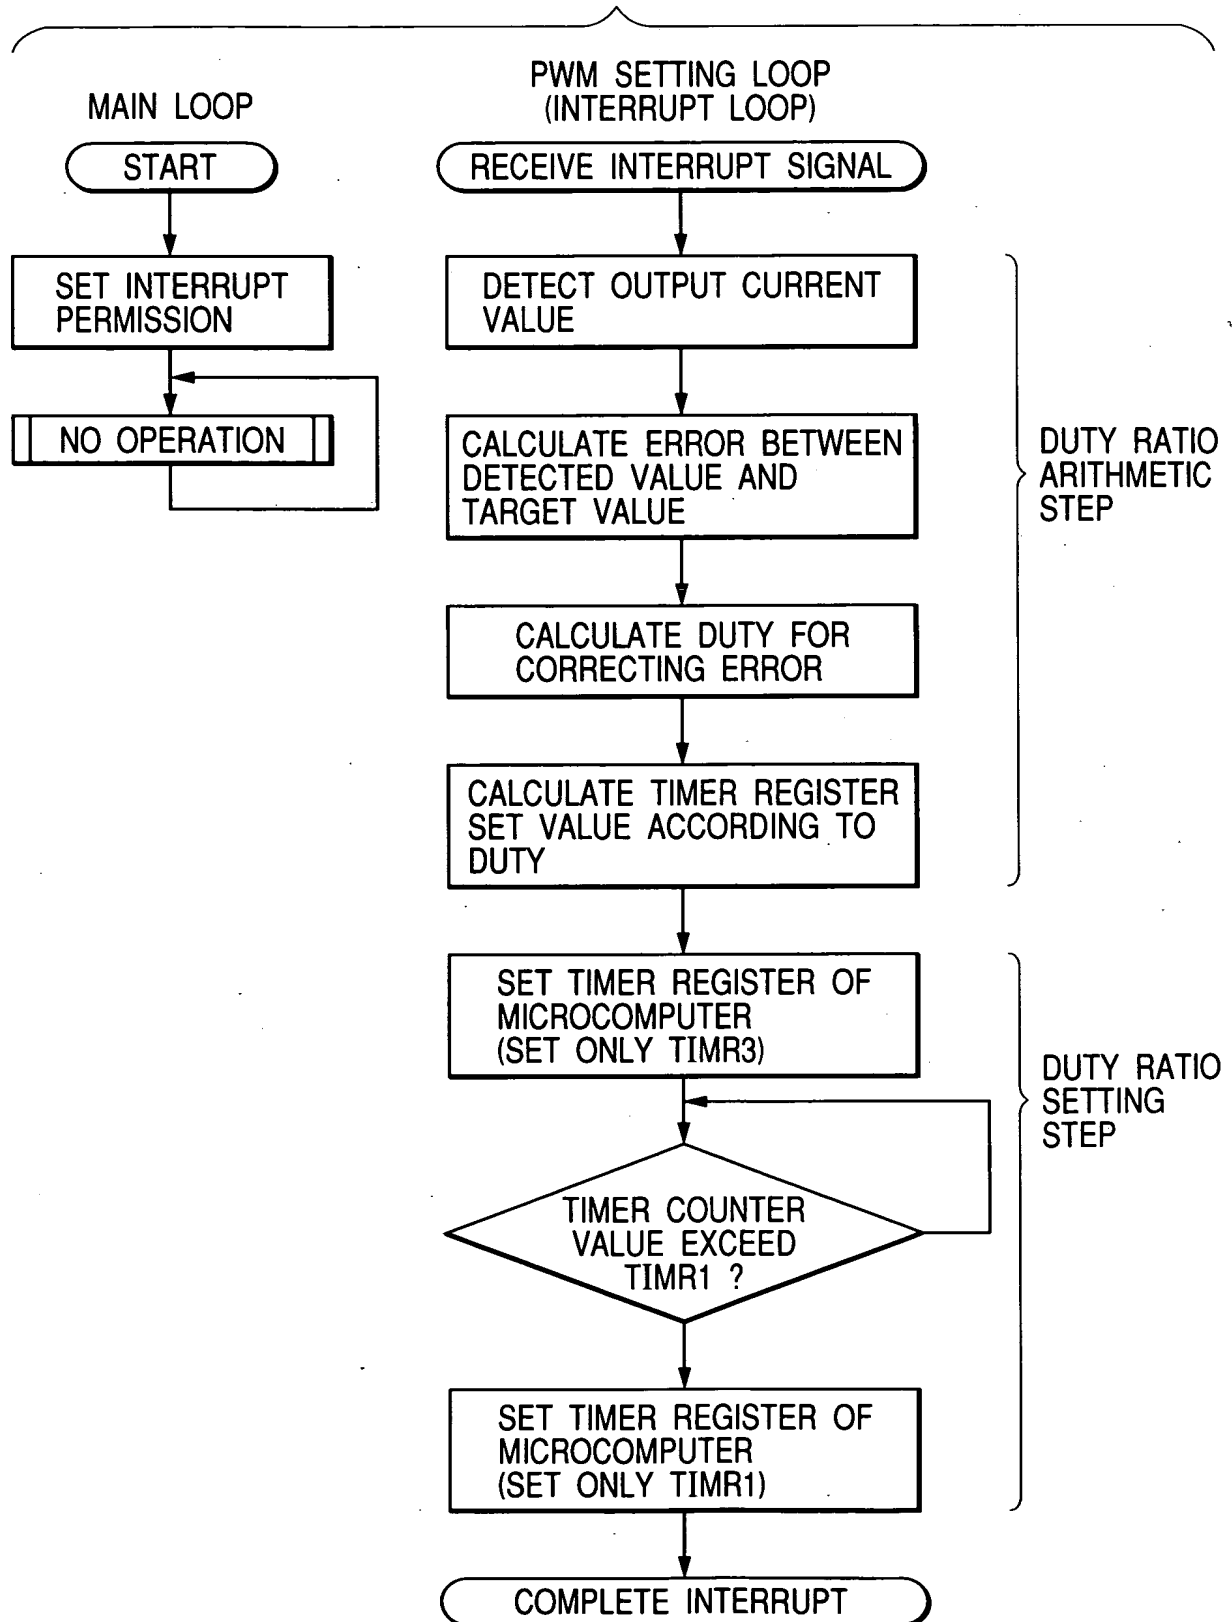 MAIN LOOP
START
SET INTERRUPT
PERMISSION
NO OPERATION
PWM SETTING LOOP
(INTERRUPT LOOP)
RECEIVE INTERRUPT SIGNAL
DETECT OUTPUT CURRENT
VALUE
CALCULATE ERROR BETWEEN
DETECTED VALUE AND
TARGET VALUE
CALCULATE DUTY FOR
CORRECTING ERROR
CALCULATE TIMER REGISTER
SET VALUE ACCORDING TO
DUTY
DUTY RATIO
ARITHMETIC
STEP
SET TIMER REGISTER OF
MICROCOMPUTER
(SET ONLY TIMR3)
TIMER COUNTER
VALUE EXCEED
TIMR1 ?
SET TIMER REGISTER OF
MICROCOMPUTER
(SET ONLY TIMR1)
DUTY RATIO
SETTING
STEP
COMPLETE INTERRUPT